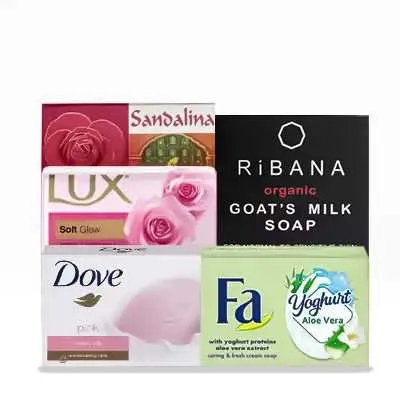 Sandalina
LUX
Soft Glow
RiBANA
organic
GOAT'S MILK
SOAP
Dove
pink
Fa
with yoghurt proteins
aloe vera extract
caring & fresh cream soap
Yoghurt
Aloe Vera